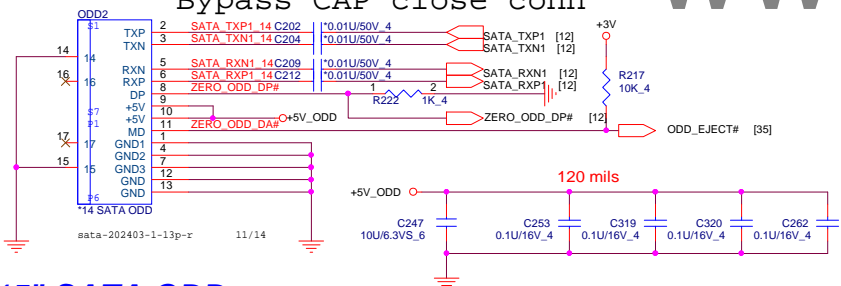 Bypass CAP close conn
ODD2
S1
TXP 2 SATA_TXP1_14 C202 *0.01U/50V_4 SATA_TXP1 [12]
TXN 3 SATA_TXN1_14 C204 *0.01U/50V_4 SATA_TXN1 [12]
+3V
14 14
RXN 5 SATA_RXN1_14 C209 *0.01U/50V_4 SATA_RXN1 [12]
16 16 RXP 6 SATA_RXP1_14 C212 *0.01U/50V_4 SATA_RXP1 [12]
R217
10K_4
DP 8 ZERO_ODD_DP# 1 2
R222 1K_4
+5V 9
S7 +5V 10 +5V_ODD ZERO_ODD_DP# [12]
P1 MD 11 ZERO_ODD_DA# ODD_EJECT# [35]
17 17 GND1 1
GND2 4
15 15 GND3 7
GND 12
GND 13
P6
*14 SATA ODD
sata-202403-1-13p-r 11/14
120 mils
+5V_ODD
C247 C253 C319 C320 C262
10U/6.3VS_6 0.1U/16V_4 0.1U/16V_4 0.1U/16V_4 0.1U/16V_4
SATA ODD